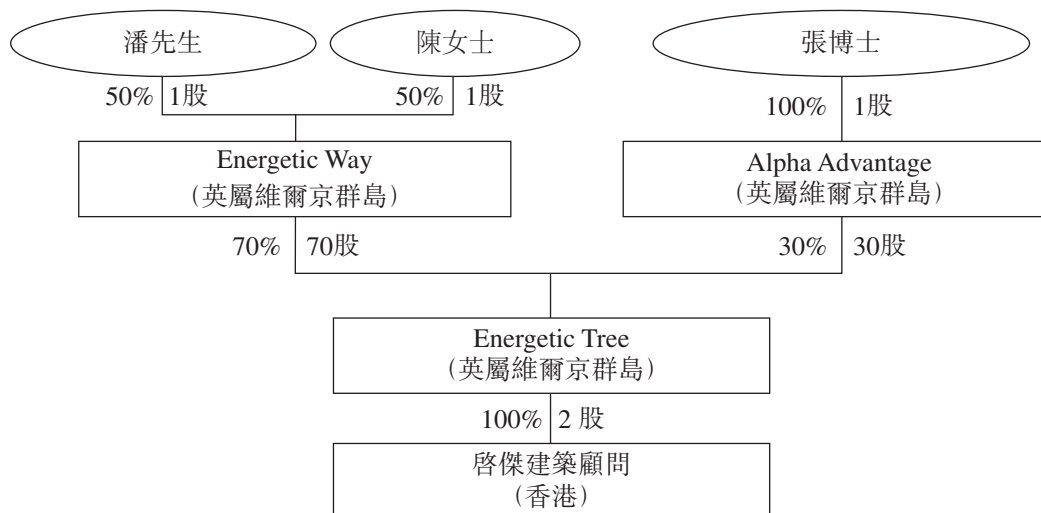 潘先生
陳女士
張博士
50% 1股
50% 1股
100% 1股
Energetic Way
(英屬維爾京群島)
Alpha Advantage
(英屬維爾京群島)
70% 70股
30% 30股
Energetic Tree
(英屬維爾京群島)
100% 2 股
啓傑建築顧問
(香港)